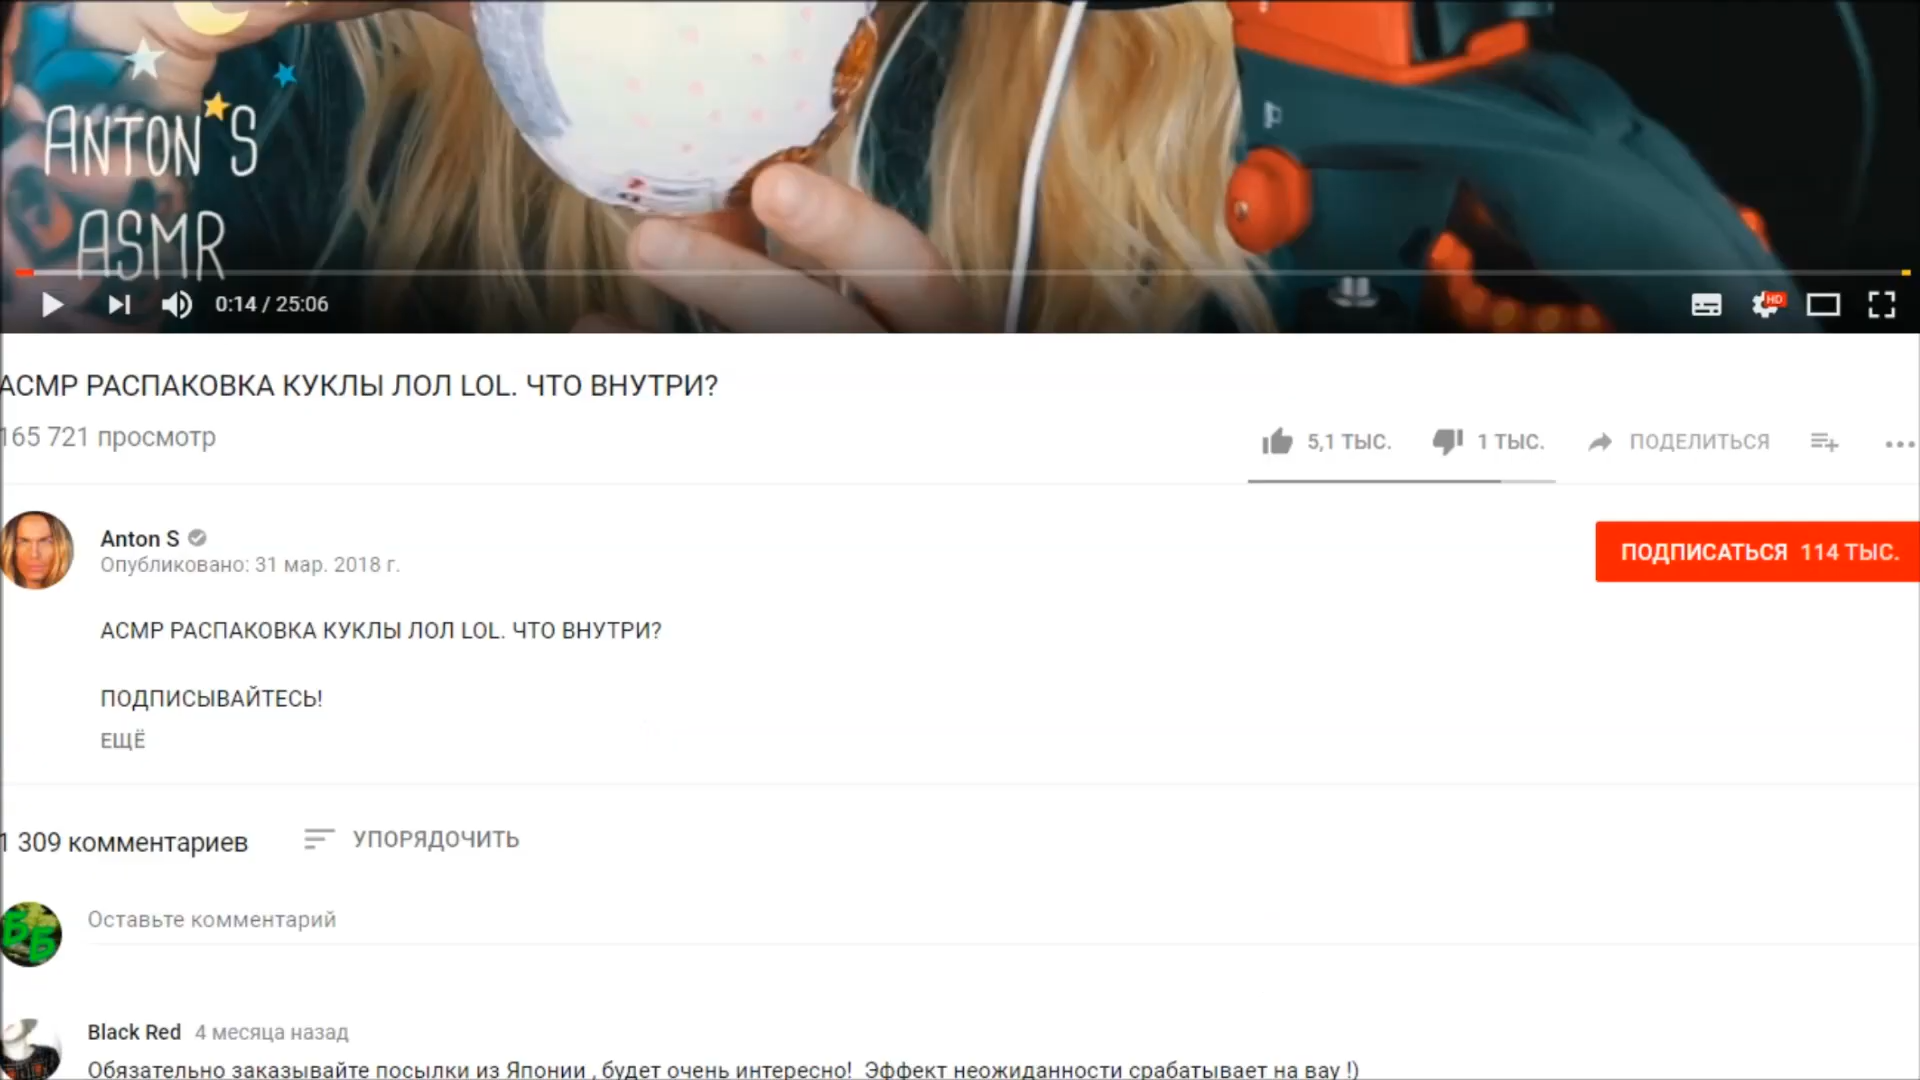 ANTON'S
ASMR
0:14 / 25:06
HD
АСМР РАСПАКОВКА КУКЛЫ ЛОЛ LOL. ЧТО ВНУТРИ?
165 721 просмотр
5,1 ТЫС. 1 ТЫС. ПОДЕЛИТЬСЯ
Anton S
Опубликовано: 31 мар. 2018 г.
ПОДПИСАТЬСЯ 114 ТЫС.
АСМР РАСПАКОВКА КУКЛЫ ЛОЛ LOL. ЧТО ВНУТРИ?
ПОДПИСЫВАЙТЕСЬ!
ЕЩЁ
1 309 комментариев УПОРЯДОЧИТЬ
ББ
Оставьте комментарий
Black Red 4 месяца назад
Обязательно заказывайте посылки из Японии , будет очень интересно! Эффект неожиданности срабатывает на вау !)